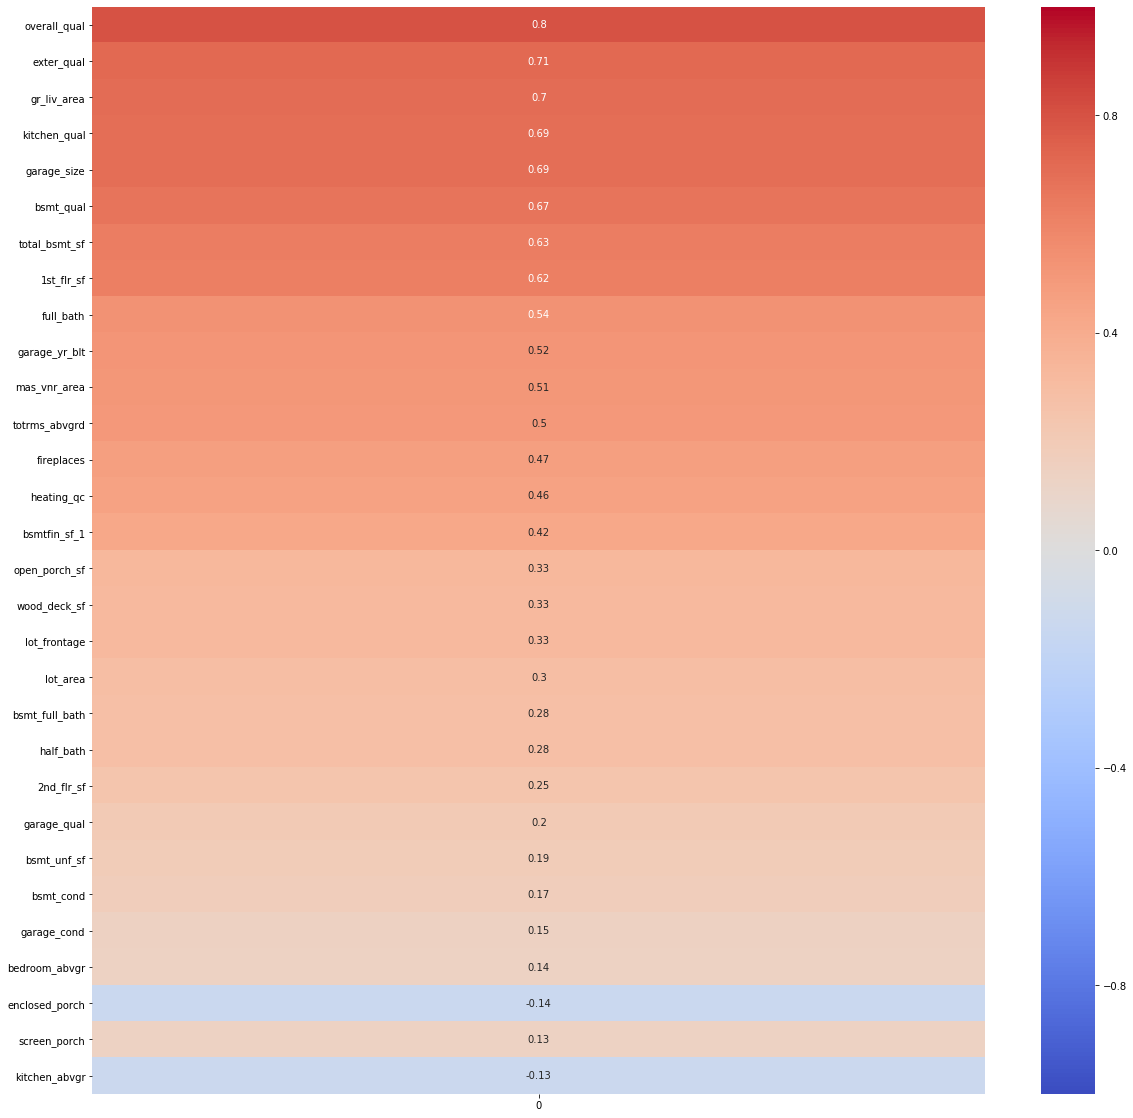 overall_qual 0.8
exter_qual 0.71
gr_liv_area 0.7
kitchen_qual 0.69
garage_size 0.69
bsmt_qual 0.67
total_bsmt_sf 0.63
1st_flr_sf 0.62
full_bath 0.54
garage_yr_blt 0.52
mas_vnr_area 0.51
totrms_abvgrd 0.5
fireplaces 0.47
heating_qc 0.46
bsmtfin_sf_1 0.42
open_porch_sf 0.33
wood_deck_sf 0.33
lot_frontage 0.33
lot_area 0.3
bsmt_full_bath 0.28
half_bath 0.28
2nd_flr_sf 0.25
garage_qual 0.2
bsmt_unf_sf 0.19
bsmt_cond 0.17
garage_cond 0.15
bedroom_abvgr 0.14
enclosed_porch -0.14
screen_porch 0.13
kitchen_abvgr -0.13
0
0.8
0.4
0.0
−0.4
−0.8